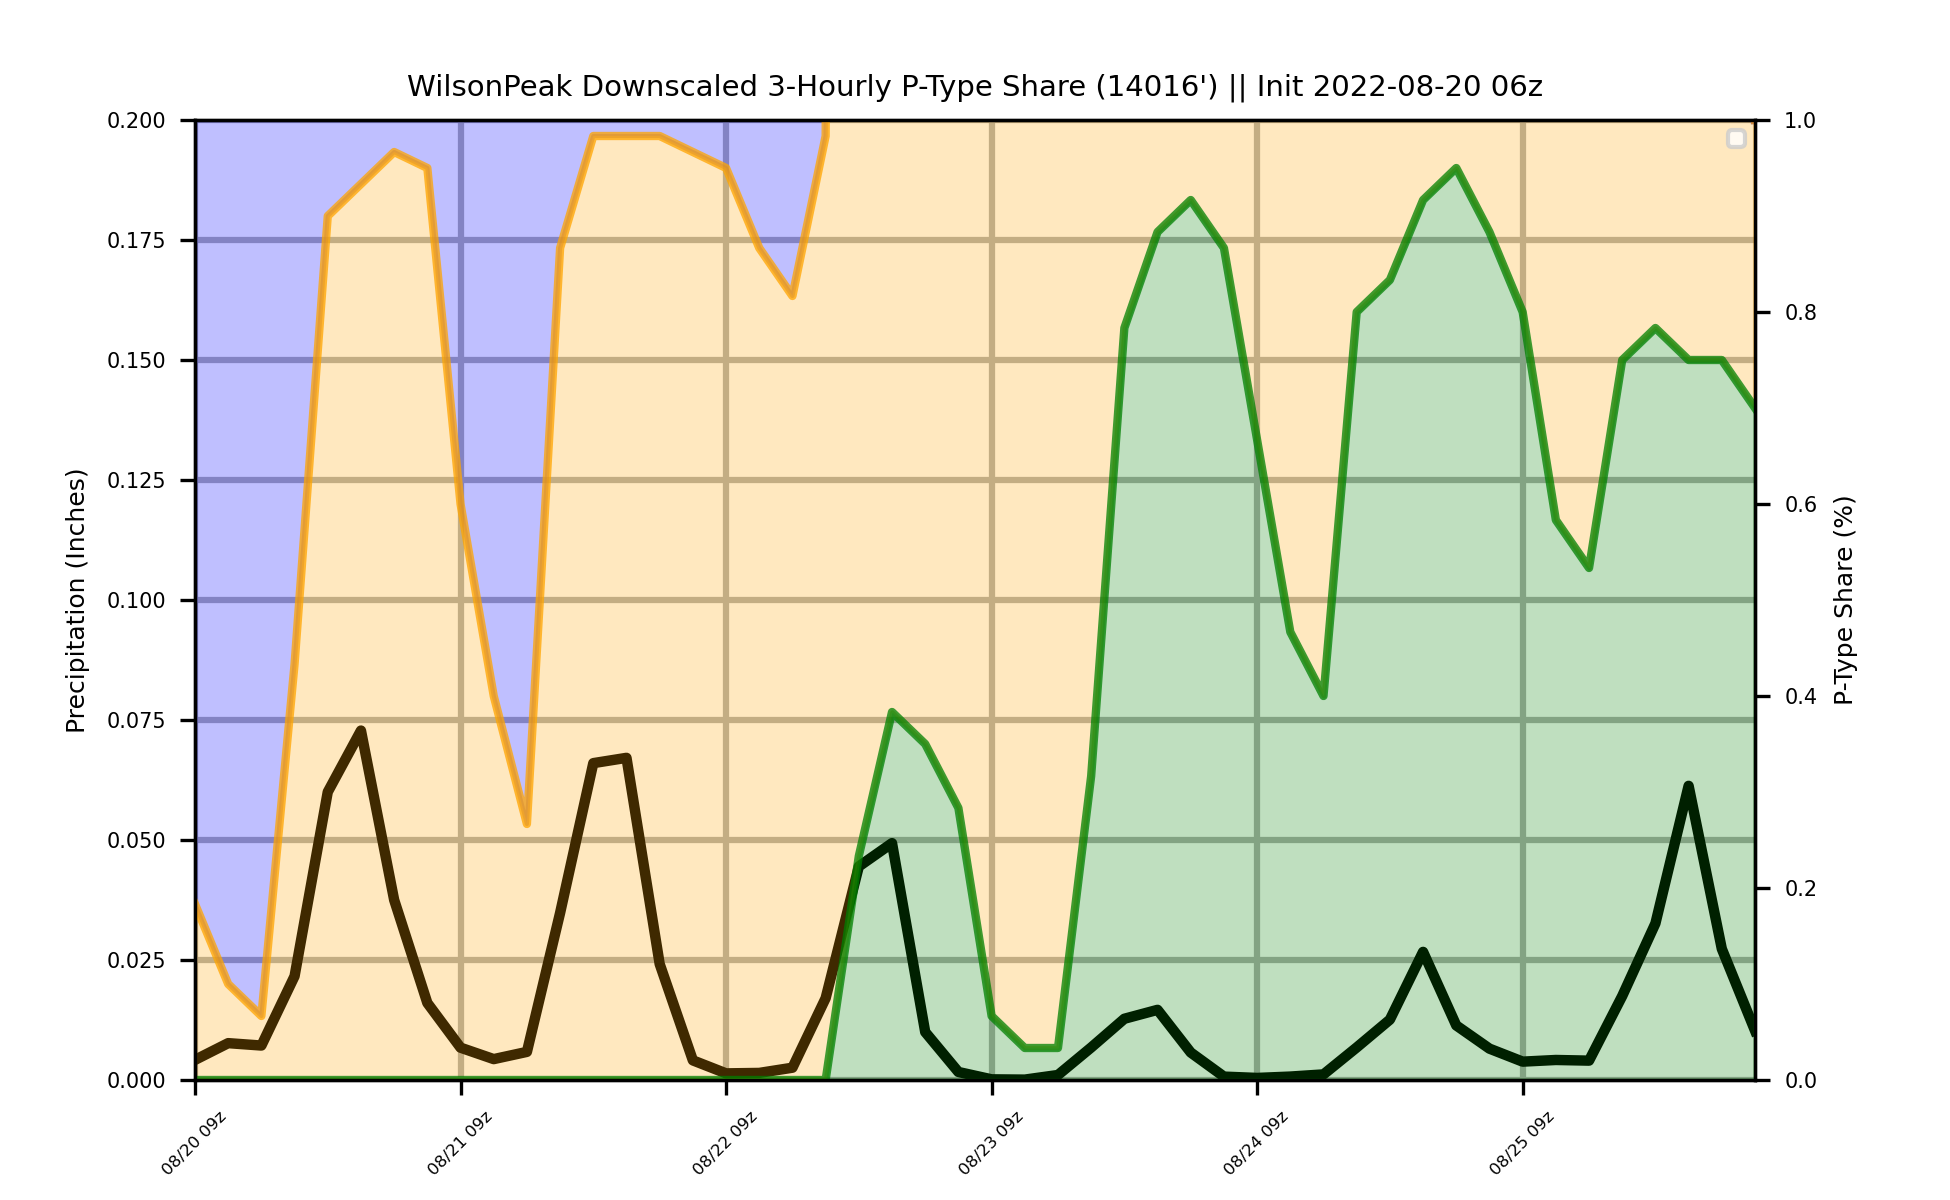 WilsonPeak Downscaled 3-Hourly P-Type Share (14016') || Init 2022-08-20 06z
Precipitation (Inches)
0.200
0.175
0.150
0.125
0.100
0.075
0.050
0.025
0.000
1.0
0.8
0.6
0.4
0.2
0.0
P-Type Share (%)
08/20 09z
08/21 09z
08/22 09z
08/23 09z
08/24 09z
08/25 09z